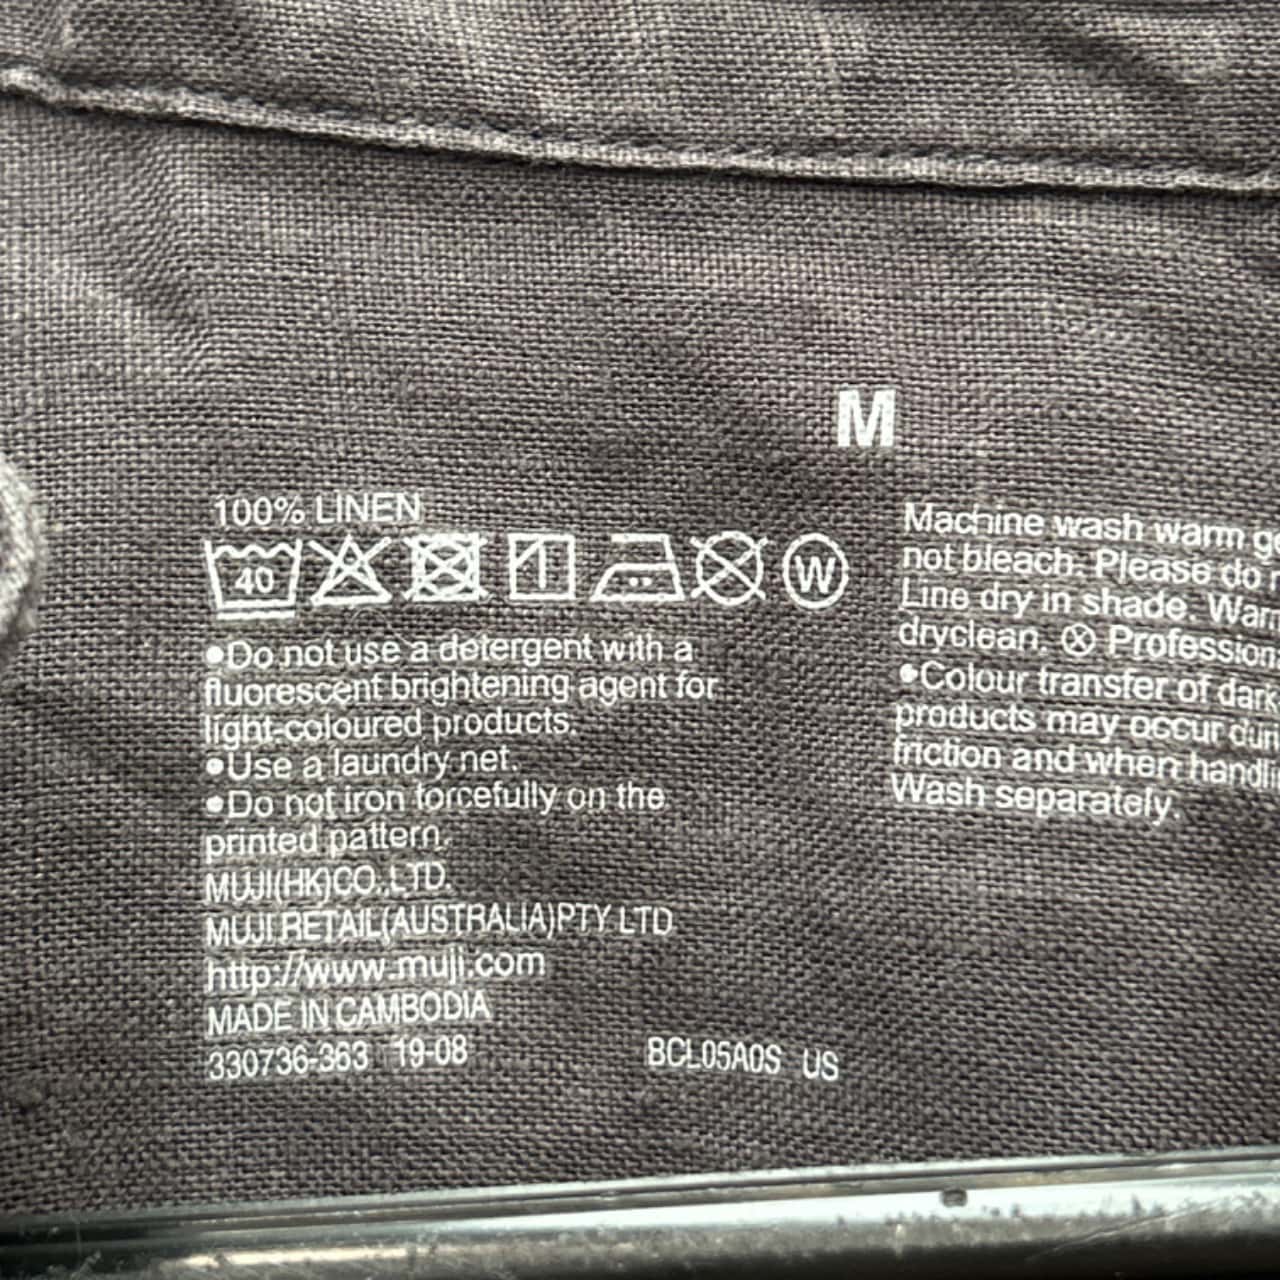 M
100% LINEN
40
W
●Do not use a detergent with a
fluorescent brightening agent for
light-coloured products.
●Use a laundry net.
●Do not iron forcefully on the
printed pattern.
MUJI(HK)CO.,LTD.
MUJI RETAIL(AUSTRALIA)PTY LTD
http://www.muji.com
MADE IN CAMBODIA
330736-363 19-08
BCL05A0S US
Machine wash warm
not bleach. Please do
Line dry in shade.
dryclean. Ⓧ
●Colour transfer of dark
products may occur
friction and when
Wash separately.